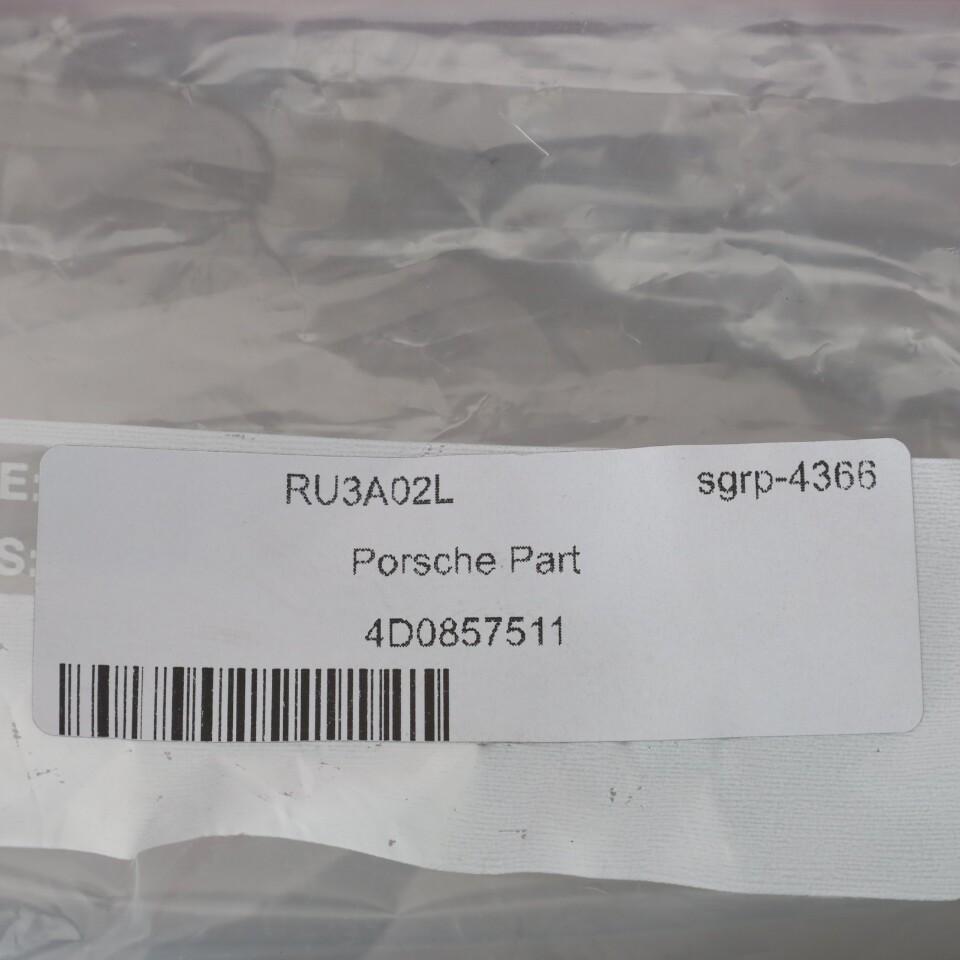 RU3A02L sgrp-4366
E:
Porsche Part
S:
4D0857511